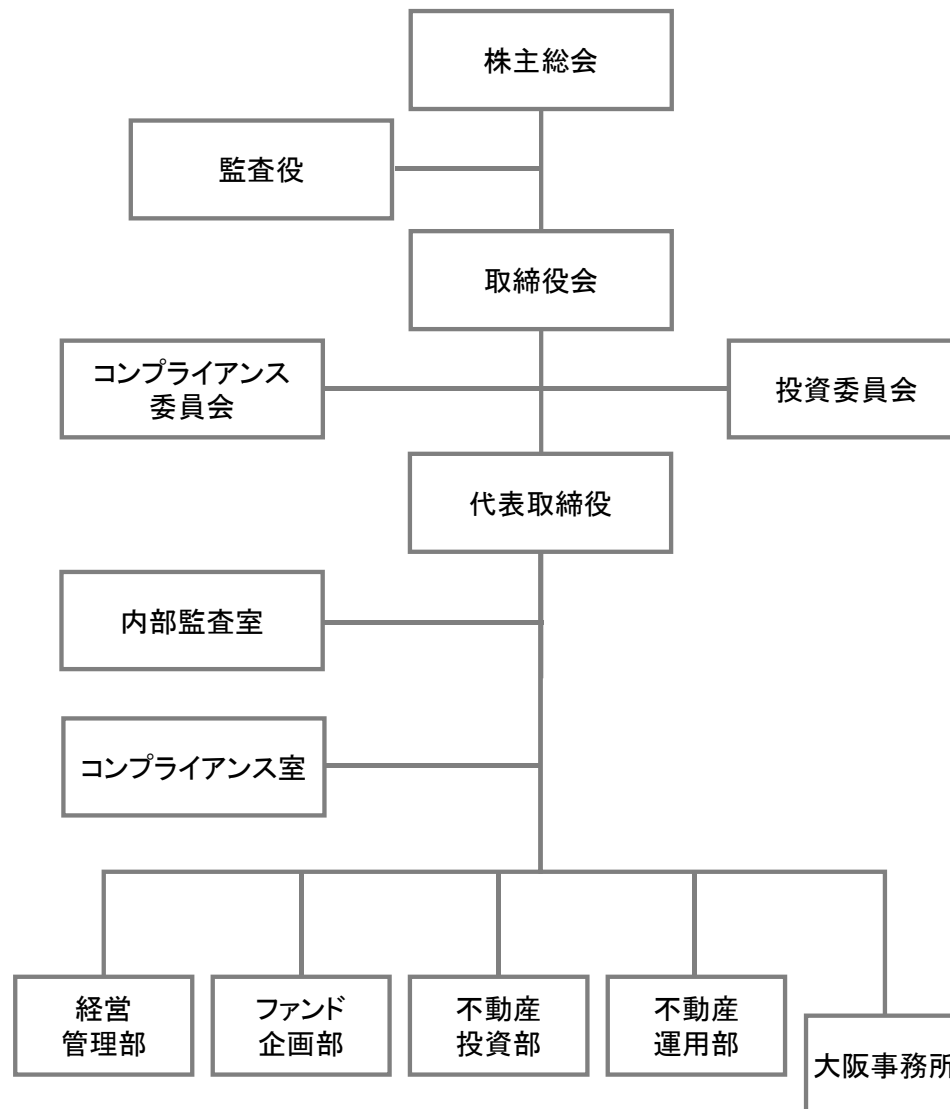 株主総会
監査役
取締役会
コンプライアンス
委員会
投資委員会
代表取締役
内部監査室
コンプライアンス室
経営
管理部
ファンド
企画部
不動産
投資部
不動産
運用部
大阪事務所